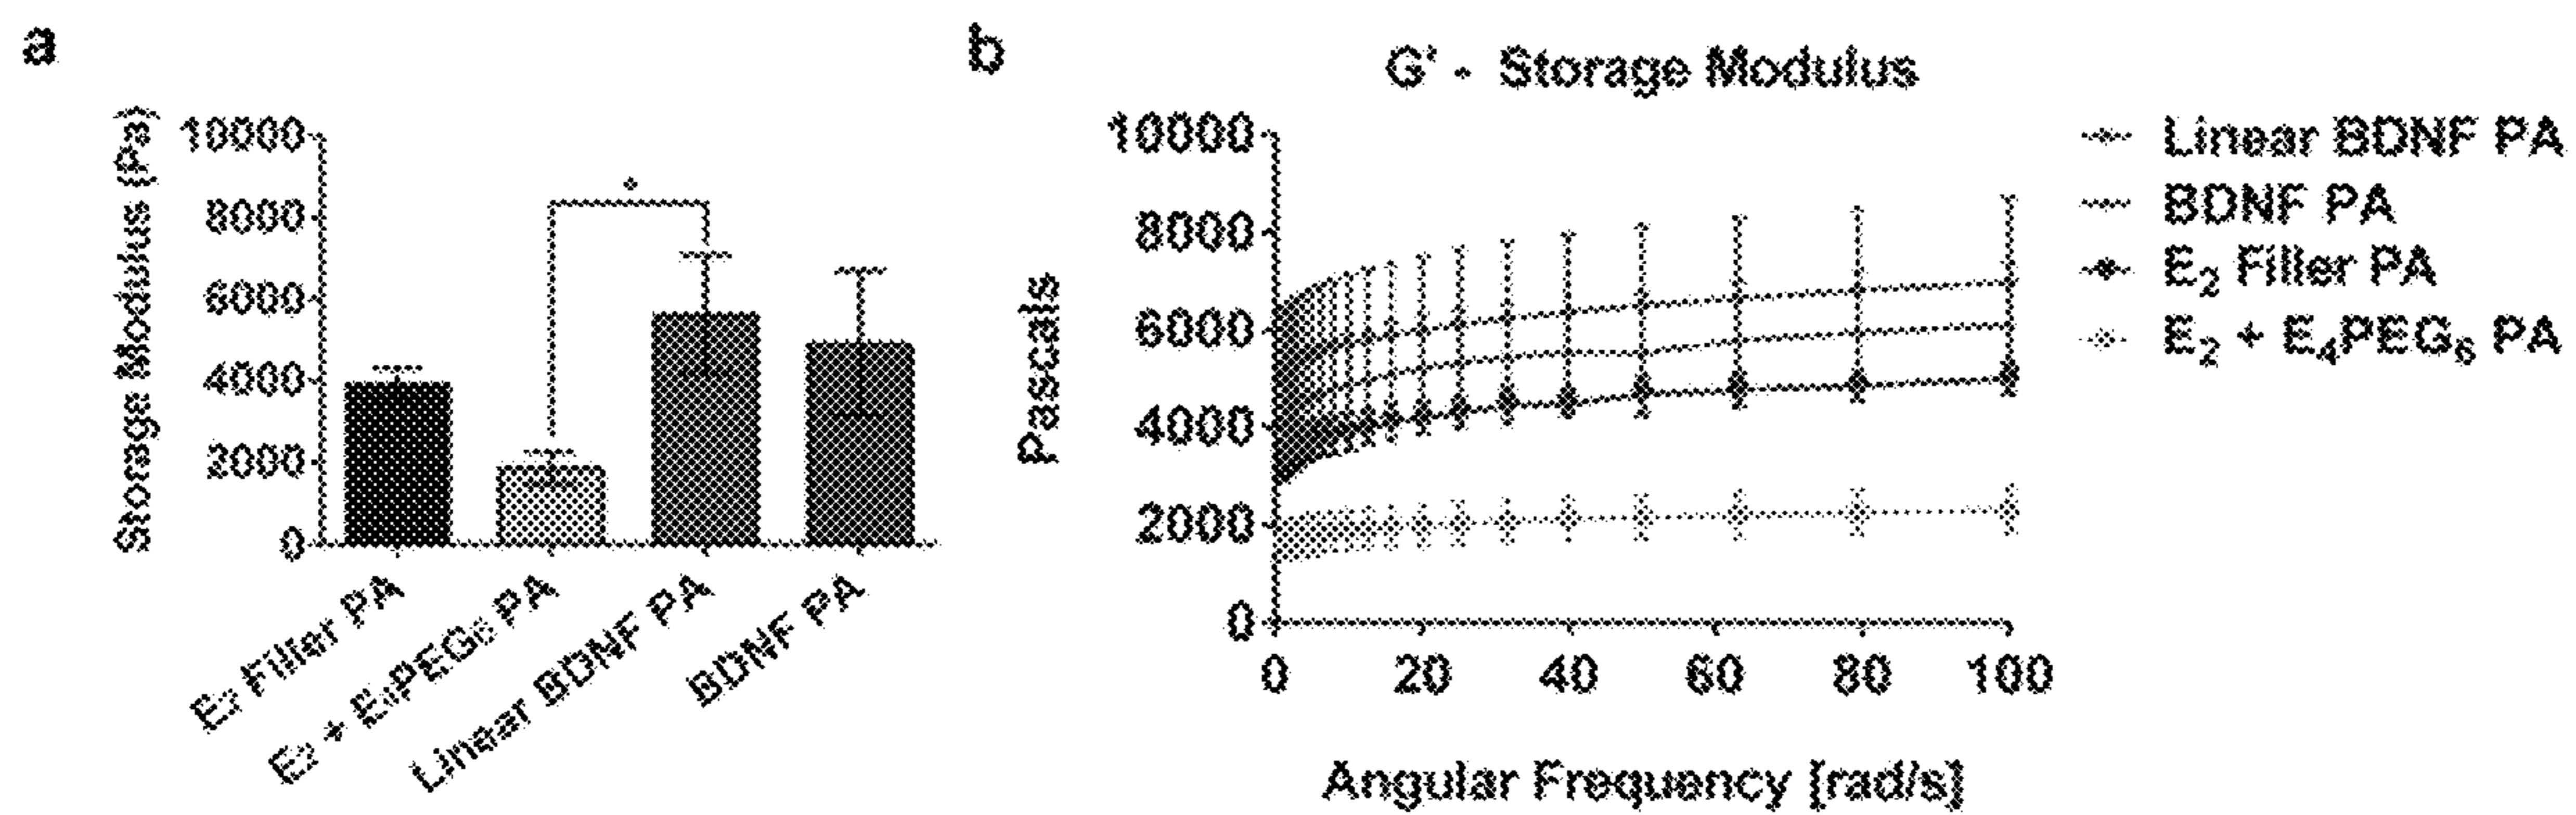 a
Storage Modulus (Pa)
10000
8000
6000
4000
2000
0
E₂ Filler PA
E₂ + E₄PEG₆ PA
Linear BDNF PA
BDNF PA
*
b
G' - Storage Modulus
Pascals
10000
8000
6000
4000
2000
0
0 20 40 60 80 100
Angular Frequency [rad/s]
Linear BDNF PA
BDNF PA
E₂ Filler PA
E₂ + E₄PEG₆ PA